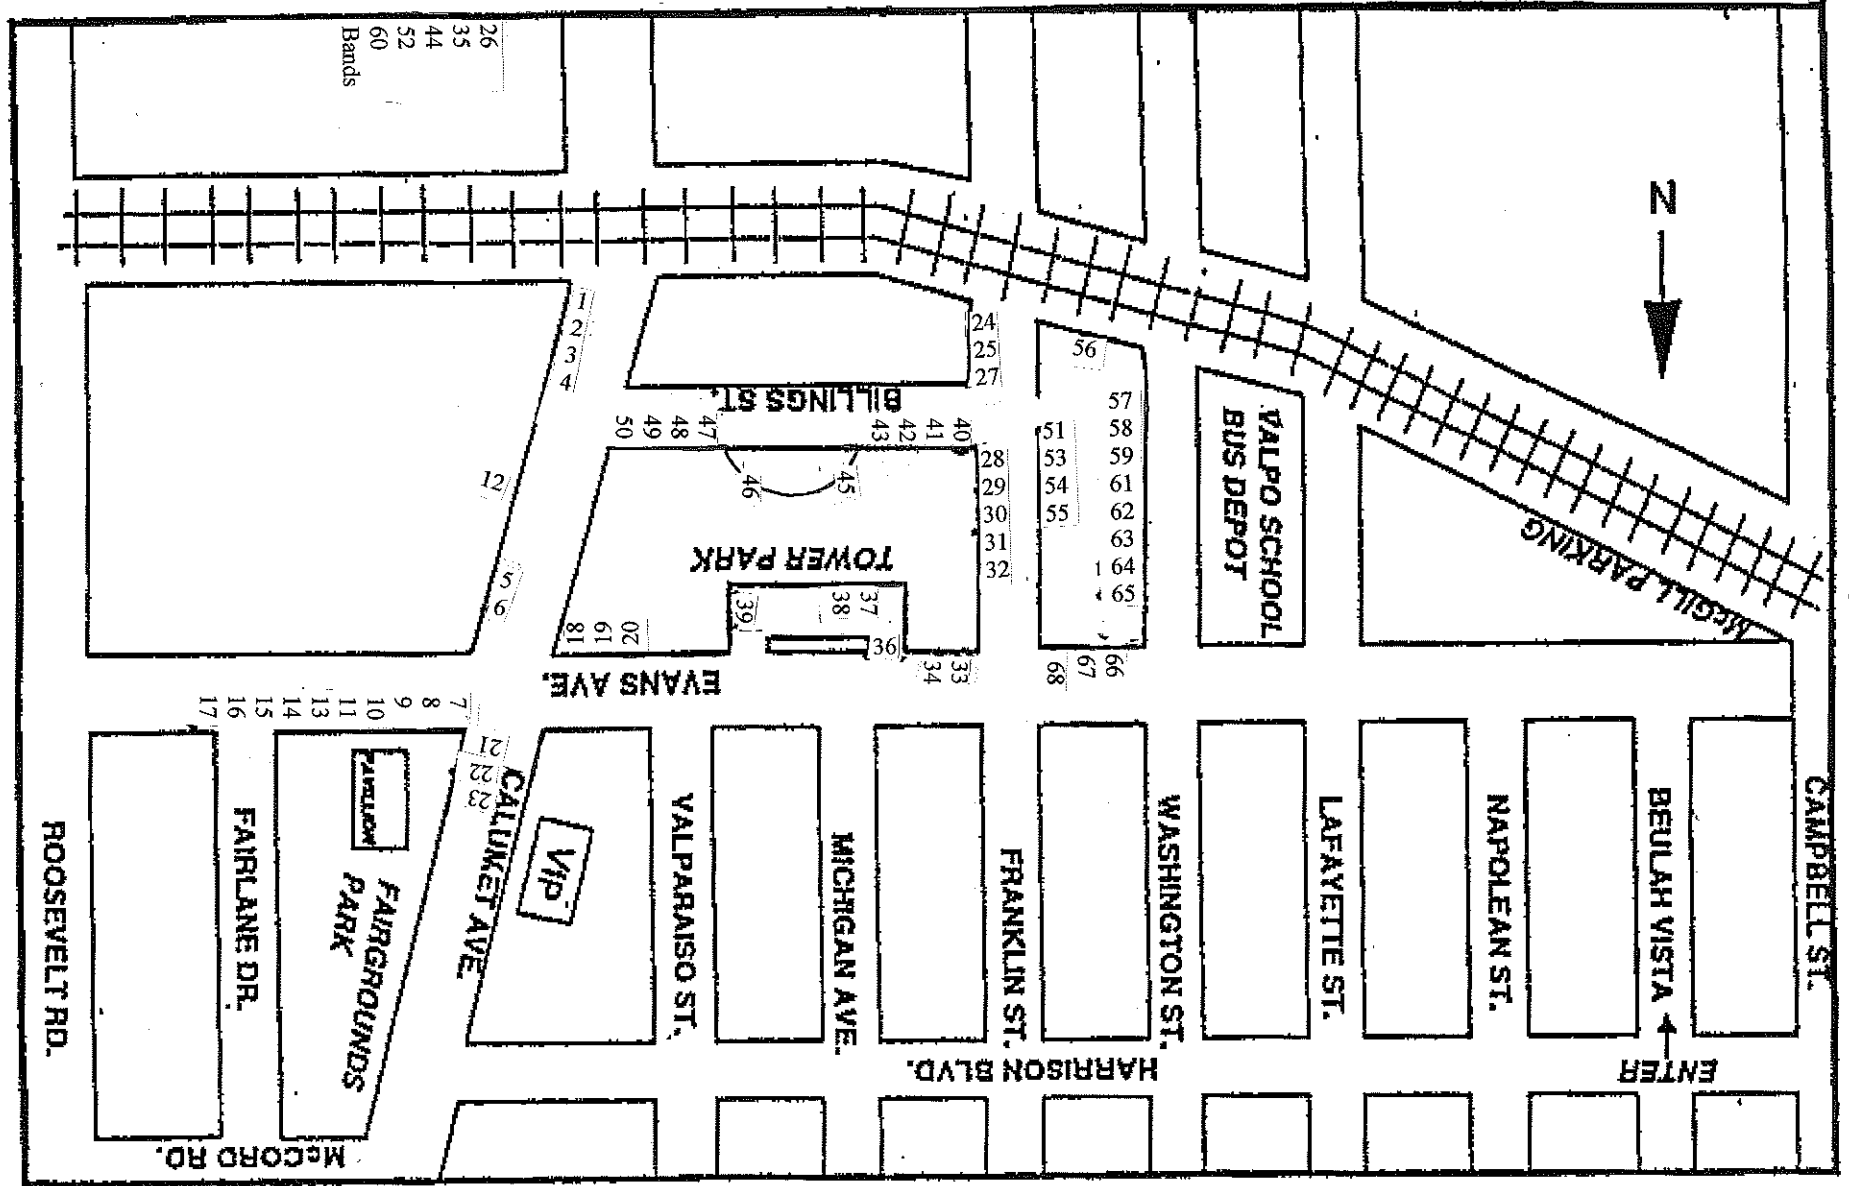 26
35
44
52
60
Bands
N
1
2
3
4
24
25
27
56
BILLINGS ST.
50
49
48
47
43
42
41
40
57
58
59
61
62
63
64
65
51
53
54
55
28
29
30
31
32
12
46
45
VALPO SCHOOL
BUS DEPOT
McGILL PARKING
TOWER PARK
5
6
39
38
37
36
18
19
20
34
33
68
67
66
EVANS AVE.
17
16
15
14
13
11
10
9
8
7
21
22
23
PAVILLION
VIP
FAIRGROUNDS
PARK
ROOSEVELT RD.
FAIRLANE DR.
CALUMET AVE.
VALPARAISO ST.
MICHIGAN AVE.
FRANKLIN ST.
WASHINGTON ST.
LAFAYETTE ST.
NAPOLEAN ST.
BEULAH VISTA
CAMPBELL ST.
HARRISON BLVD.
ENTER
McCORD RD.